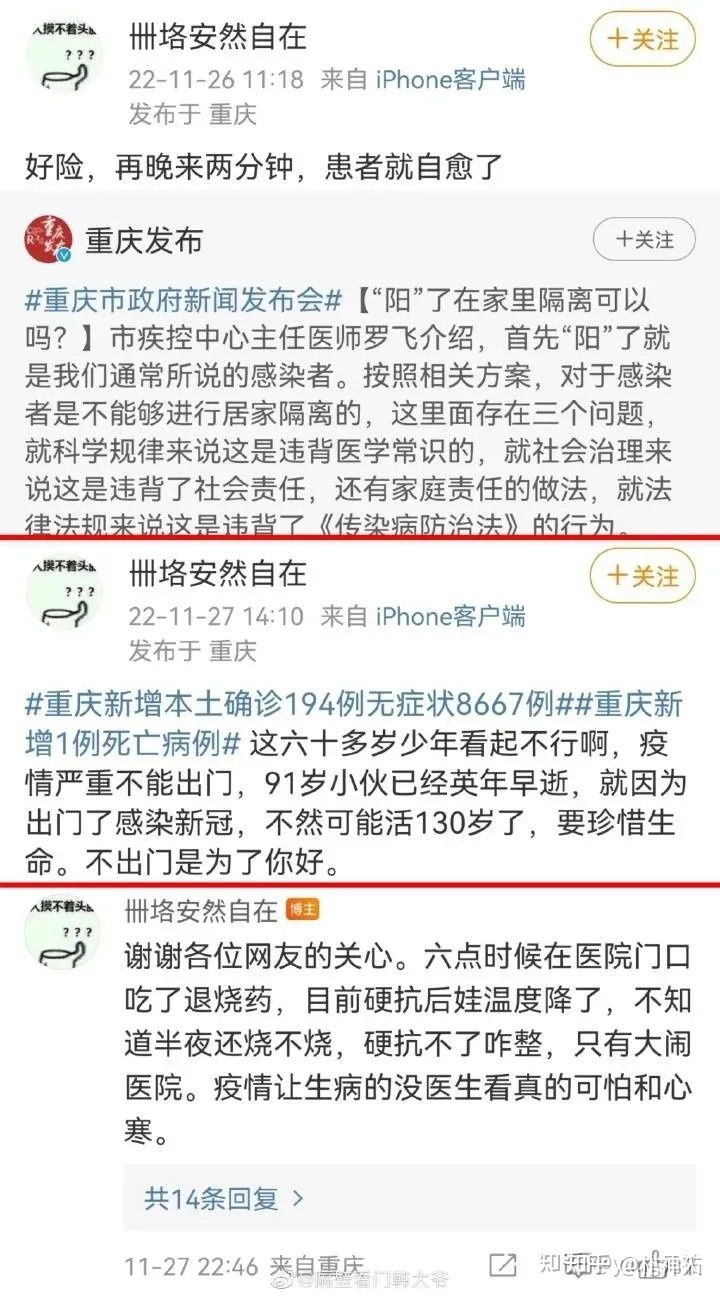 人摸不着头
???
卌垎安然自在
+关注
22-11-26 11:18 来自 iPhone客户端
发布于 重庆
好险，再晚来两分钟，患者就自愈了
重庆发布
+关注
#重庆市政府新闻发布会#【“阳”了在家里隔离可以
吗？】市疾控中心主任医师罗飞介绍，首先“阳”了就
是我们通常所说的感染者。按照相关方案，对于感染
者是不能够进行居家隔离的，这里面存在三个问题，
就科学规律来说这是违背医学常识的，就社会治理来
说这是违背了社会责任，还有家庭责任的做法，就法
律法规来说这是违背了《传染病防治法》的行为。
人摸不着头
???
卌垎安然自在
+关注
22-11-27 14:10 来自 iPhone客户端
发布于 重庆
#重庆新增本土确诊194例无症状8667例##重庆新
增1例死亡病例# 这六十多岁少年看起不行啊，疫
情严重不能出门，91岁小伙已经英年早逝，就因为
出门了感染新冠，不然可能活130岁了，要珍惜生
命。不出门是为了你好。
人摸不着头
???
卌垎安然自在 博主
谢谢各位网友的关心。六点时候在医院门口
吃了退烧药，目前硬抗后娃温度降了，不知
道半夜还烧不烧，硬抗不了咋整，只有大闹
医院。疫情让生病的没医生看真的可怕和心
寒。
共14条回复 >
11-27 22:46 来自重庆
@隔壁看门韩大爷
知乎